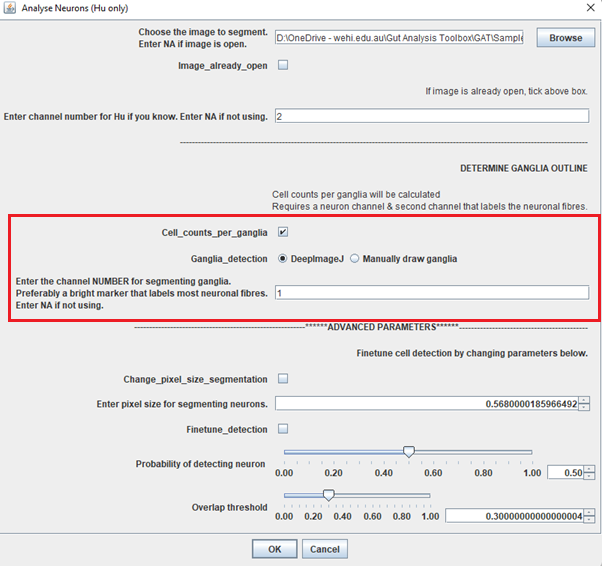 Analyse Neurons (Hu only)
Choose the image to segment.
Enter NA if image is open.
D:\OneDrive - wehi.edu.au\Gut Analysis Toolbox\GAT\Sample
Browse
Image_already_open
If image is already open, tick above box.
Enter channel number for Hu if you know. Enter NA if not using. 2
DETERMINE GANGLIA OUTLINE
Cell counts per ganglia will be calculated
Requires a neuron channel & second channel that labels the neuronal fibres.
Cell_counts_per_ganglia
Ganglia_detection DeepImageJ Manually draw ganglia
Enter the channel NUMBER for segmenting ganglia.
Preferably a bright marker that labels most neuronal fibres.
Enter NA if not using.
1
------------------------------------------------------******ADVANCED PARAMETERS******------------------------------------------
Finetune cell detection by changing parameters below.
Change_pixel_size_segmentation
Enter pixel size for segmenting neurons. 0.5680000185966492
Finetune_detection
Probability of detecting neuron
0.00 0.20 0.40 0.60 0.80 1.00 0.50
Overlap threshold
0.00 0.20 0.40 0.60 0.80 1.00 0.30000000000000004
OK Cancel